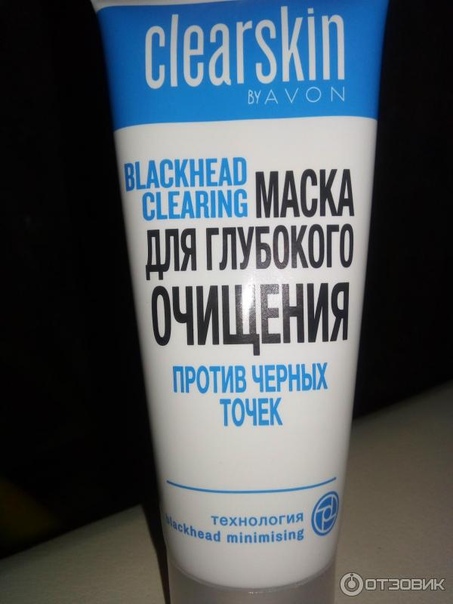 clearskin
BY AVON
BLACKHEAD
CLEARING МАСКА
ДЛЯ ГЛУБОКОГО
ОЧИЩЕНИЯ
ПРОТИВ ЧЕРНЫХ
ТОЧЕК
технология
blackhead minimising
ОТЗОВИК